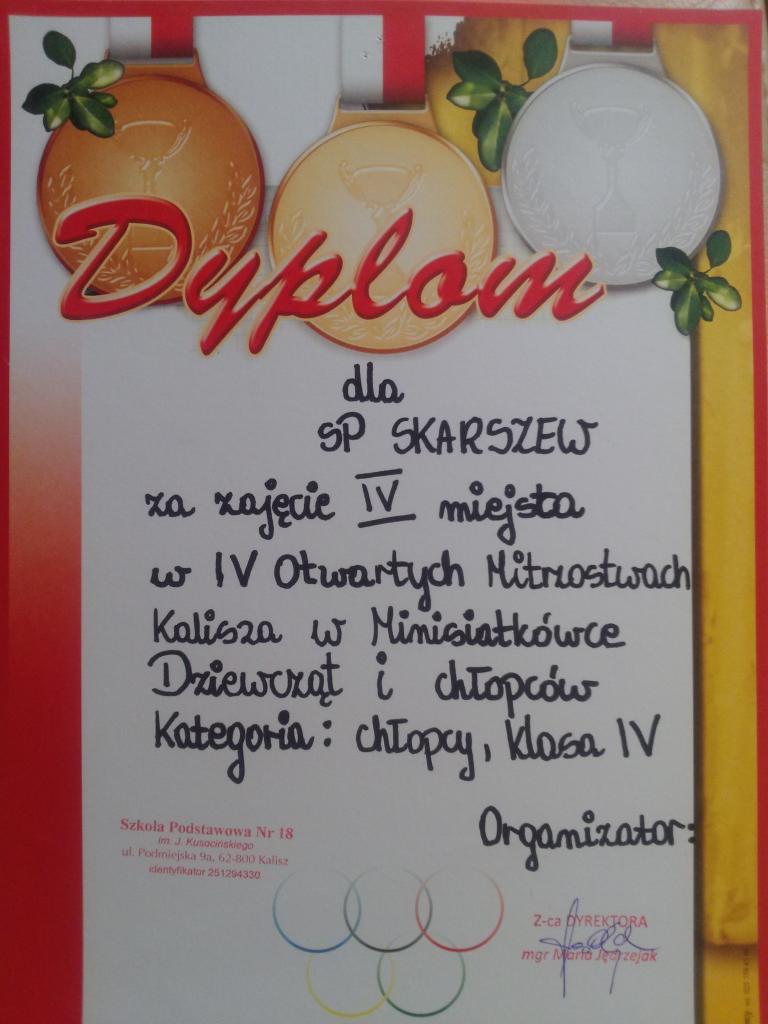 Dyplom
dla
SP SKARSZEW
za zajęcie IV miejsta
w IV Otwartych Mitrzostwach
Kalisza w Minisiatkówce
Dziewcząt i chłopców
Kategoria: chłopcy, klasa IV
Organizator:
Szkoła Podstawowa Nr 18
im. J. Kusocińskiego
ul. Podmiejska 9a, 62-800 Kalisz
identyfikator 251294330
Z-ca DYREKTORA
mgr Maria Jędrzejak